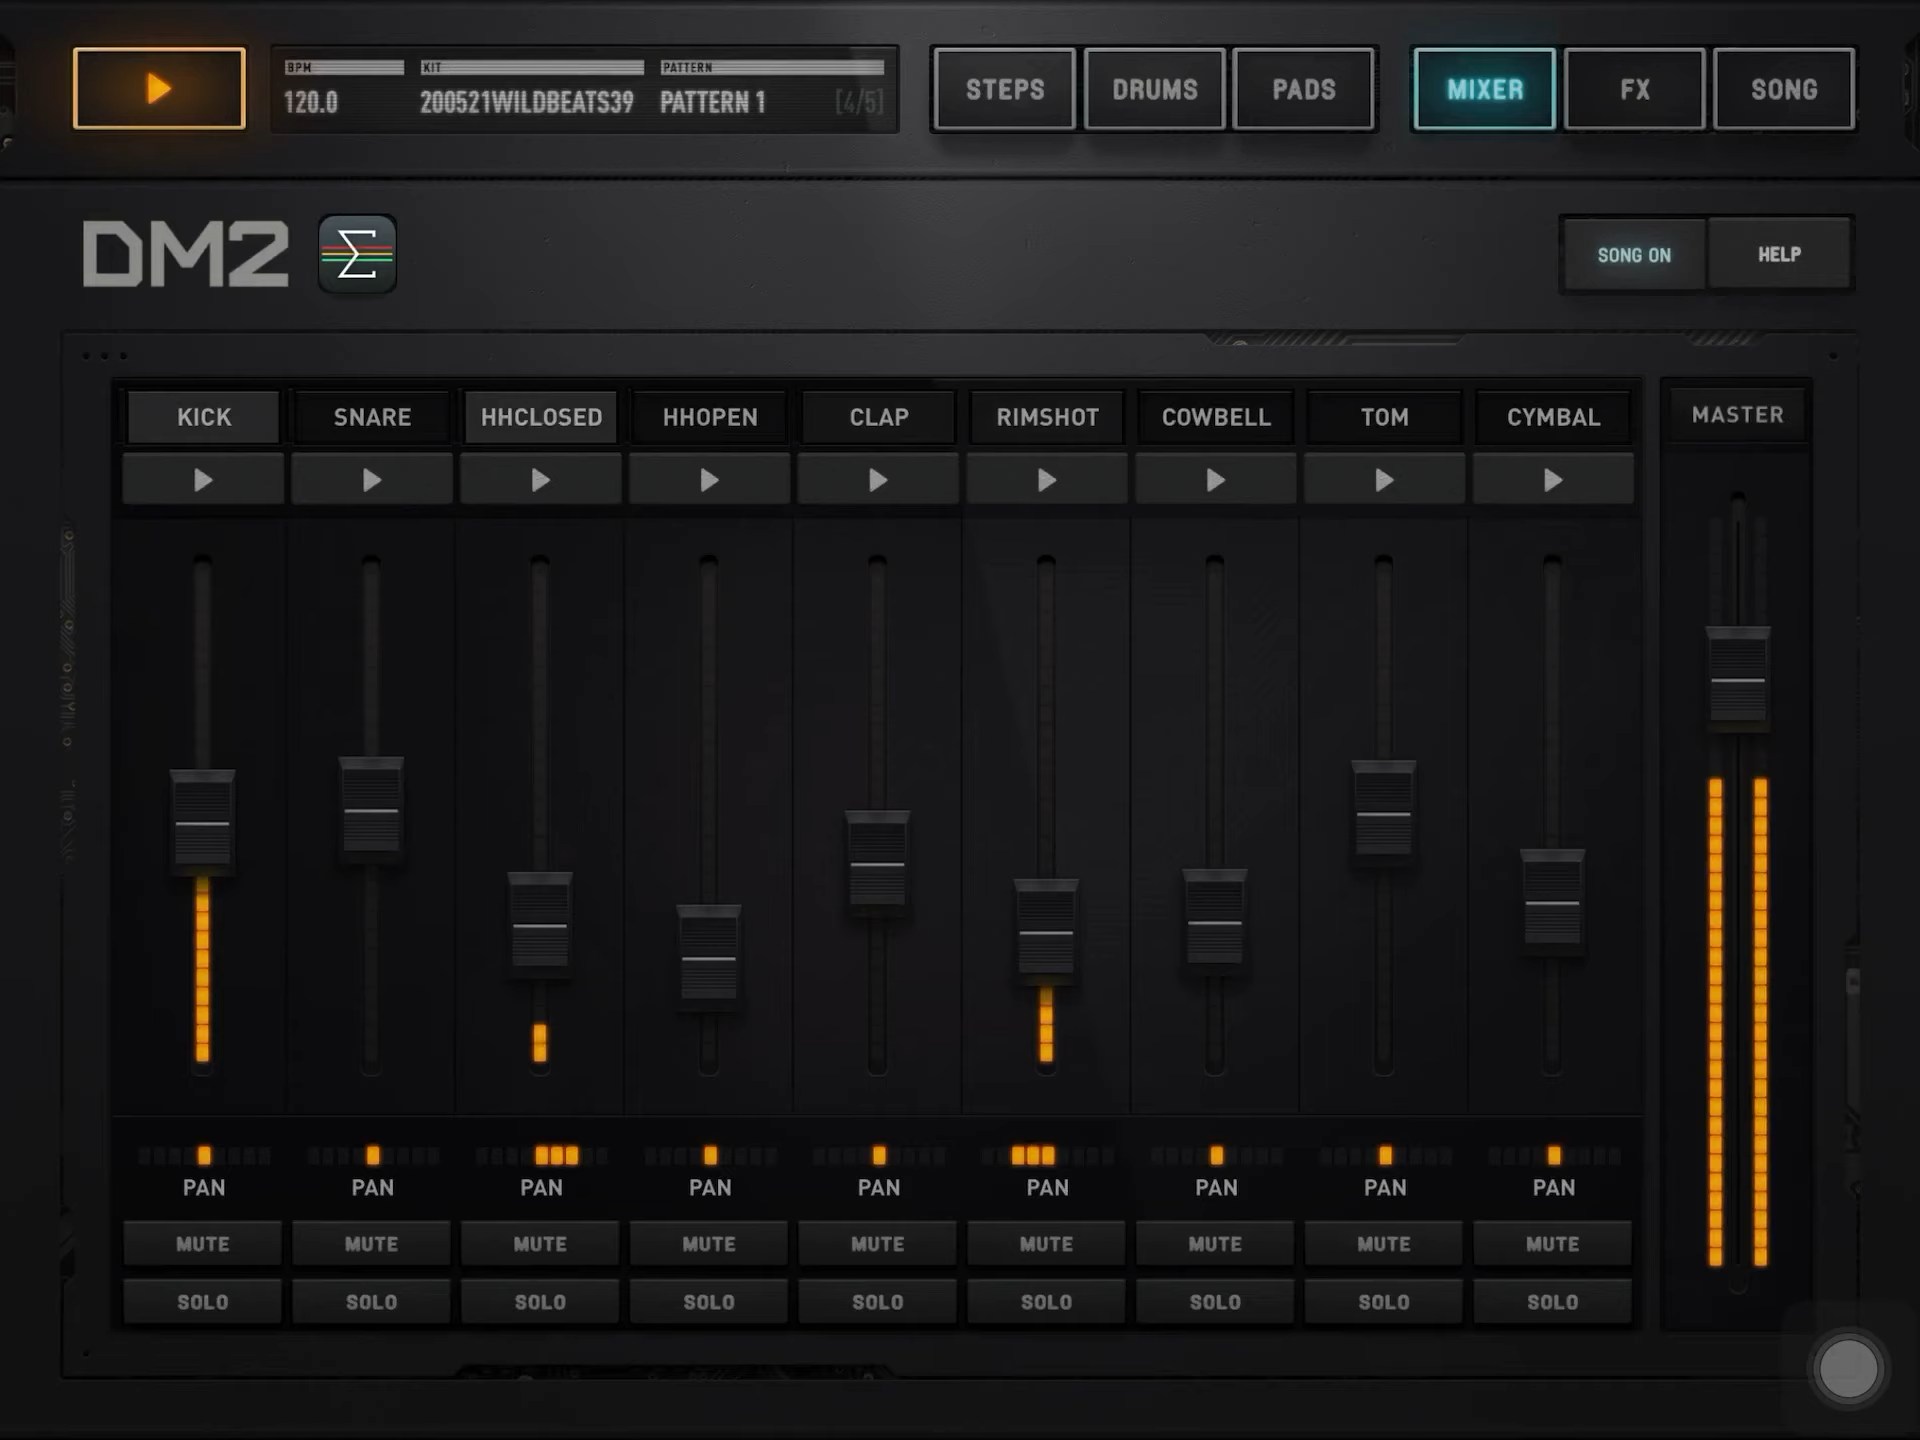 BPM KIT PATTERN
120.0 200521WILDBEATS39 PATTERN 1 [4/5]
STEPS DRUMS PADS MIXER FX SONG
DM2 Σ SONG ON HELP
KICK SNARE HHCLOSED HHOPEN CLAP RIMSHOT COWBELL TOM CYMBAL MASTER
PAN PAN PAN PAN PAN PAN PAN PAN PAN
MUTE MUTE MUTE MUTE MUTE MUTE MUTE MUTE MUTE
SOLO SOLO SOLO SOLO SOLO SOLO SOLO SOLO SOLO